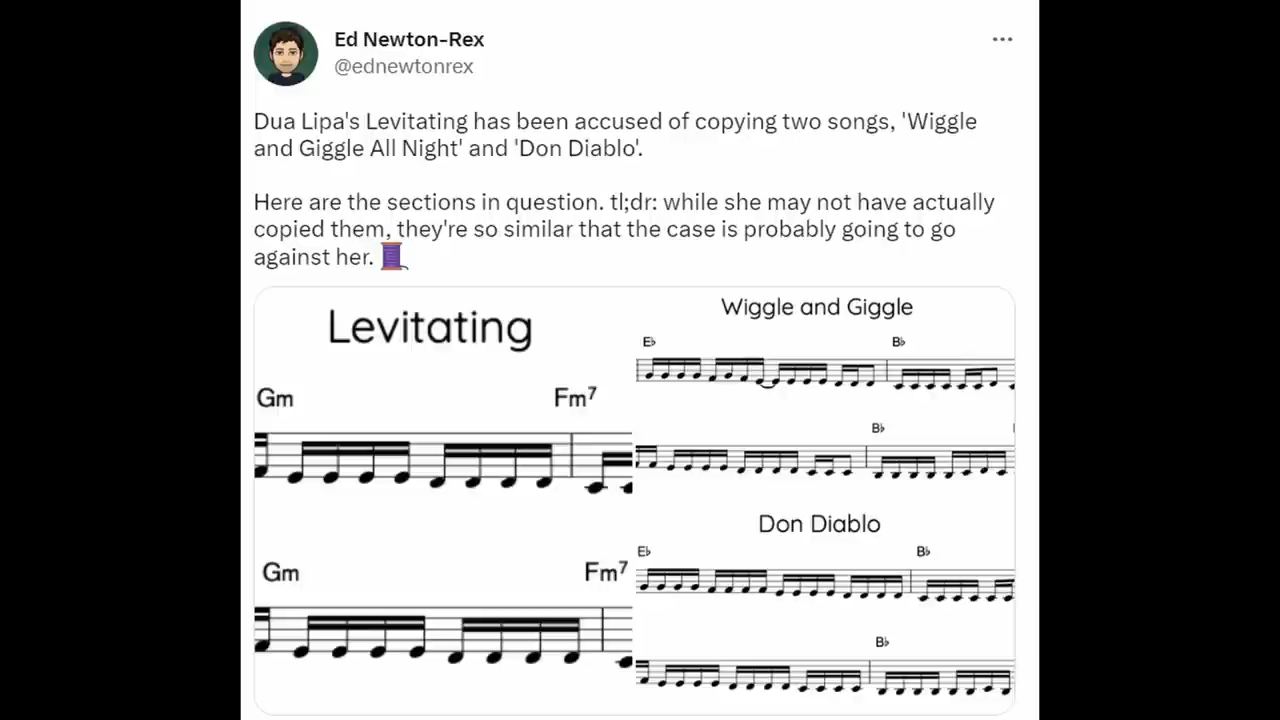 Ed Newton-Rex
@ednewtonrex
Dua Lipa's Levitating has been accused of copying two songs, 'Wiggle
and Giggle All Night' and 'Don Diablo'.
Here are the sections in question. tl;dr: while she may not have actually
copied them, they're so similar that the case is probably going to go
against her.
Levitating
Gm Fm7
Gm Fm7
Wiggle and Giggle
E♭ B♭
B♭
Don Diablo
E♭ B♭
B♭